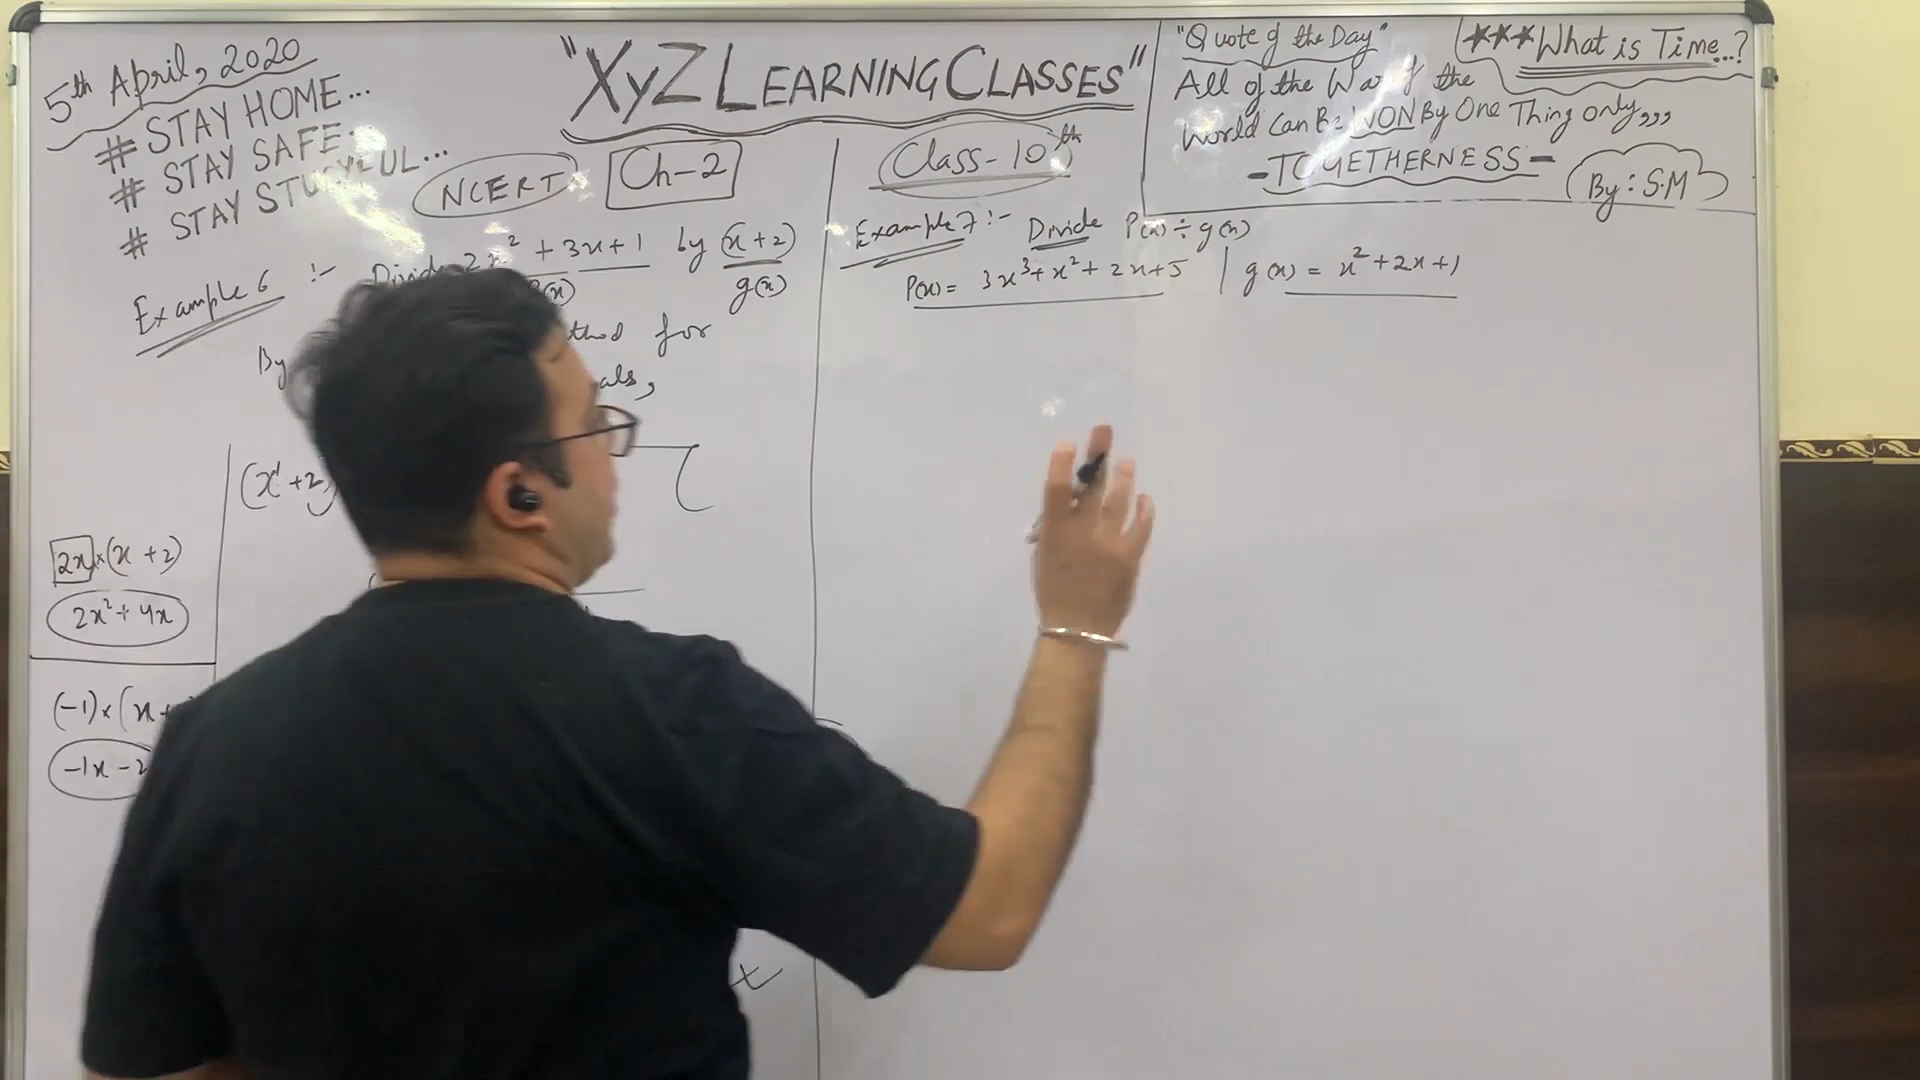 5th April, 2020
# STAY HOME...
# STAY SAFE.
# STAY
"XyZ LEARNING CLASSES"
"Quote of the Day"
All of the War of the
World Can Be WON By One Thing only,,,
-TOGETHERNESS-
By: S.M
***What is Time...?
NCERT
Ch-2
Class-10th
Example 6 :- Divide 2x² + 3x+1 by (x+2)
P(x) g(x)
By thod for
als,
(x+2)
2x×(x+2)
2x²+4x
(-1)×(x+
-1x-2
Example 7 :- Divide P(x)÷g(x)
P(x)= 3x³+x²+2x+5 | g(x) = x²+2x+1